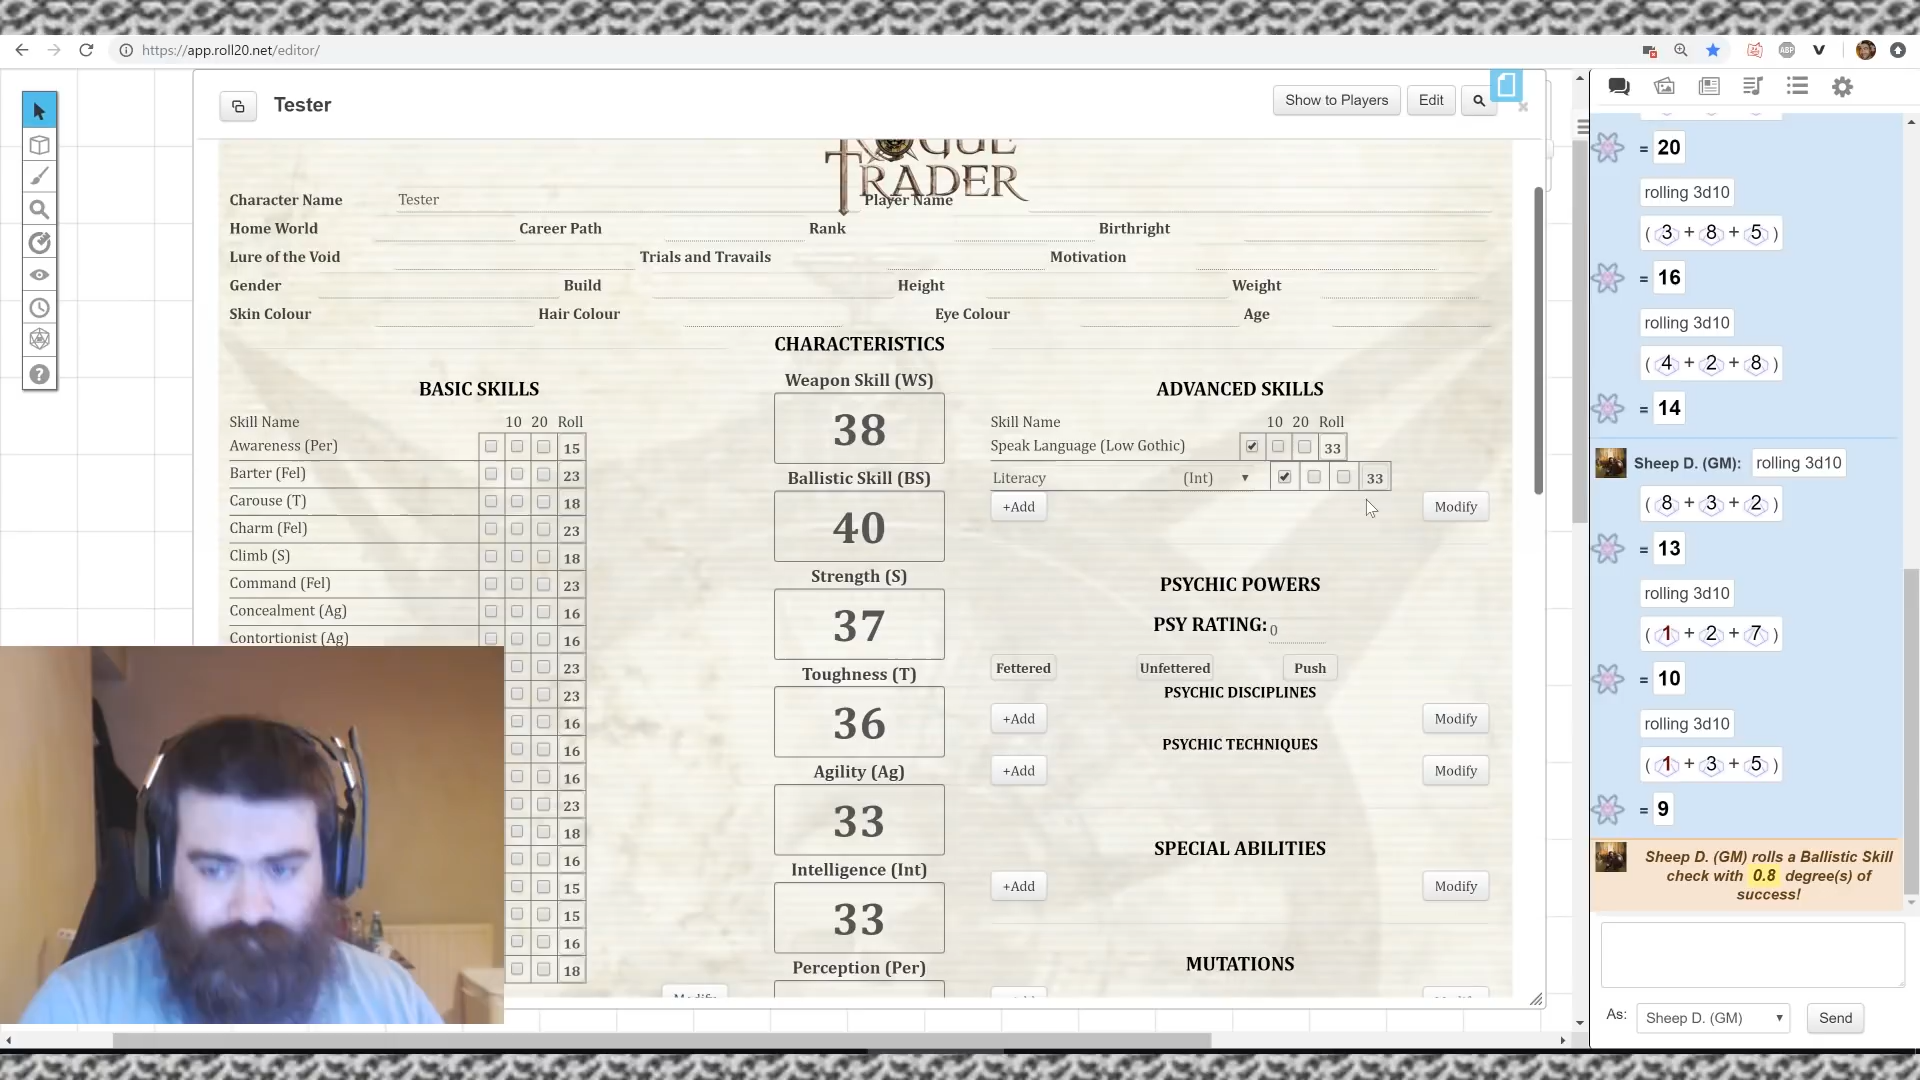 https://app.roll20.net/editor/
ABP
Tester
Show to Players
Edit
ROGUE
TRADER
Character Name Tester Player Name
Home World Career Path Rank Birthright
Lure of the Void Trials and Travails Motivation
Gender Build Height Weight
Skin Colour Hair Colour Eye Colour Age
CHARACTERISTICS
BASIC SKILLS
Skill Name 10 20 Roll
Awareness (Per) 15
Barter (Fel) 23
Carouse (T) 18
Charm (Fel) 23
Climb (S) 18
Command (Fel) 23
Concealment (Ag) 16
Contortionist (Ag) 16
23
23
16
16
16
23
18
16
15
15
16
18
Modify
Weapon Skill (WS)
38
Ballistic Skill (BS)
40
Strength (S)
37
Toughness (T)
36
Agility (Ag)
33
Intelligence (Int)
33
Perception (Per)
ADVANCED SKILLS
Skill Name 10 20 Roll
Speak Language (Low Gothic) 33
Literacy (Int) 33
+Add Modify
PSYCHIC POWERS
PSY RATING: 0
Fettered Unfettered Push
PSYCHIC DISCIPLINES
+Add Modify
PSYCHIC TECHNIQUES
+Add Modify
SPECIAL ABILITIES
+Add Modify
MUTATIONS
= 20
rolling 3d10
( 3 + 8 + 5 )
= 16
rolling 3d10
( 4 + 2 + 8 )
= 14
Sheep D. (GM): rolling 3d10
( 8 + 3 + 2 )
= 13
rolling 3d10
( 1 + 2 + 7 )
= 10
rolling 3d10
( 1 + 3 + 5 )
= 9
Sheep D. (GM) rolls a Ballistic Skill
check with 0.8 degree(s) of
success!
As: Sheep D. (GM) Send